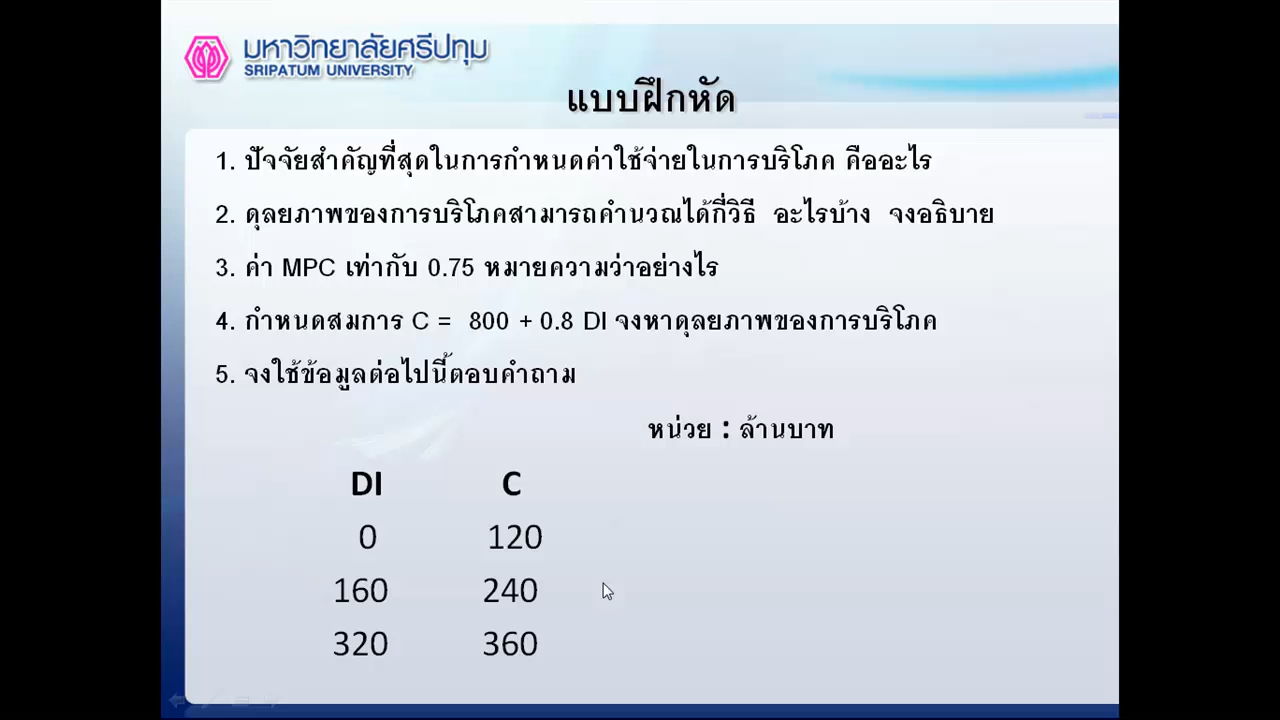 มหาวิทยาลัยศรีปทุม
SRIPATUM UNIVERSITY
แบบฝึกหัด
1. ปัจจัยสำคัญที่สุดในการกำหนดค่าใช้จ่ายในการบริโภค คืออะไร
2. ดุลยภาพของการบริโภคสามารถคำนวณได้กี่วิธี อะไรบ้าง จงอธิบาย
3. ค่า MPC เท่ากับ 0.75 หมายความว่าอย่างไร
4. กำหนดสมการ C = 800 + 0.8 DI จงหาดุลยภาพของการบริโภค
5. จงใช้ข้อมูลต่อไปนี้ตอบคำถาม
หน่วย : ล้านบาท
DI C
0 120
160 240
320 360